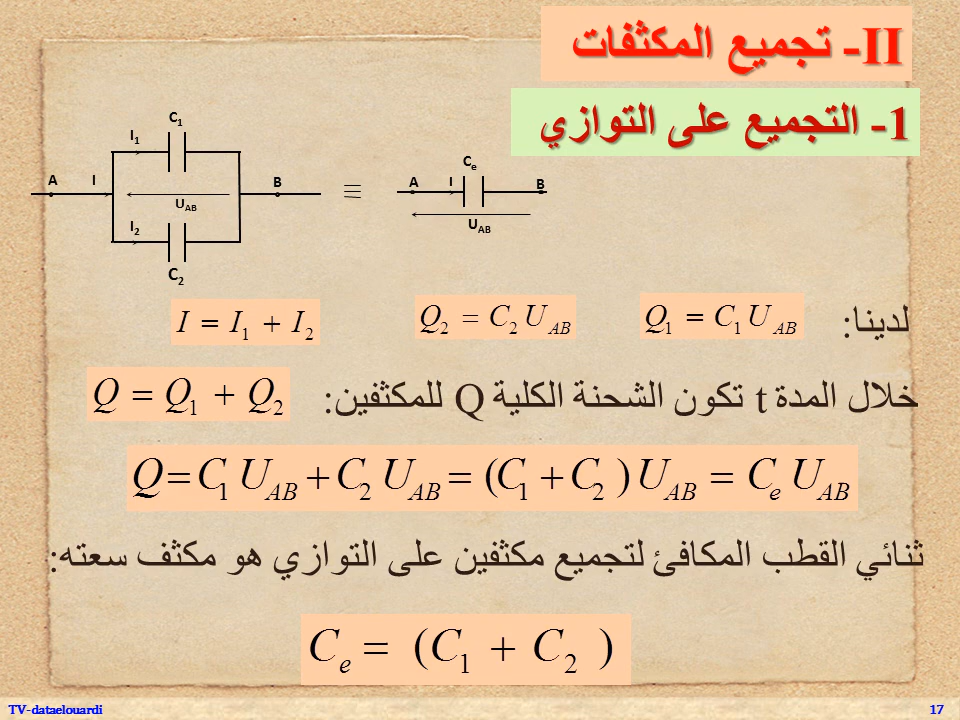 II- تجميع المكثفات
1- التجميع على التوازي
C1
I1
A I B
UAB
I2
C2
≡
Ce
A I B
UAB
لدينا: Q1 = C1 UAB Q2 = C2 UAB I = I1 + I2
خلال المدة t تكون الشحنة الكلية Q للمكثفين: Q = Q1 + Q2
Q = C1 UAB + C2 UAB = (C1 + C2) UAB = Ce UAB
ثنائي القطب المكافئ لتجميع مكثفين على التوازي هو مكثف سعته:
Ce = (C1 + C2)
TV-dataelouardi 17